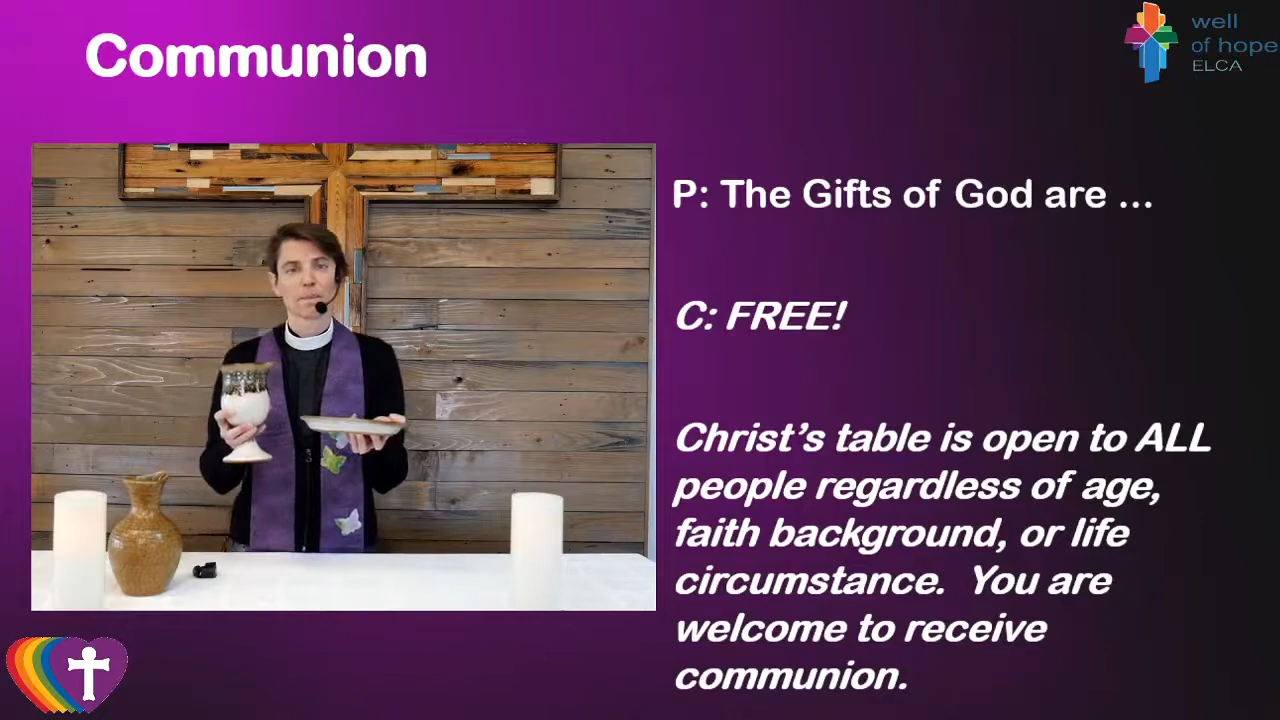 Communion
well
of hope
ELCA
P: The Gifts of God are ...
C: FREE!
Christ's table is open to ALL
people regardless of age,
faith background, or life
circumstance.  You are
welcome to receive
communion.